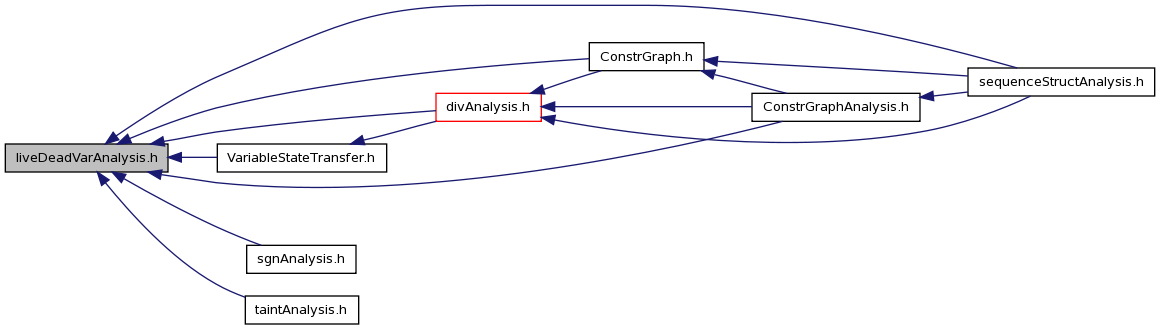 ConstrGraph.h
sequenceStructAnalysis.h
divAnalysis.h
ConstrGraphAnalysis.h
liveDeadVarAnalysis.h
VariableStateTransfer.h
sgnAnalysis.h
taintAnalysis.h